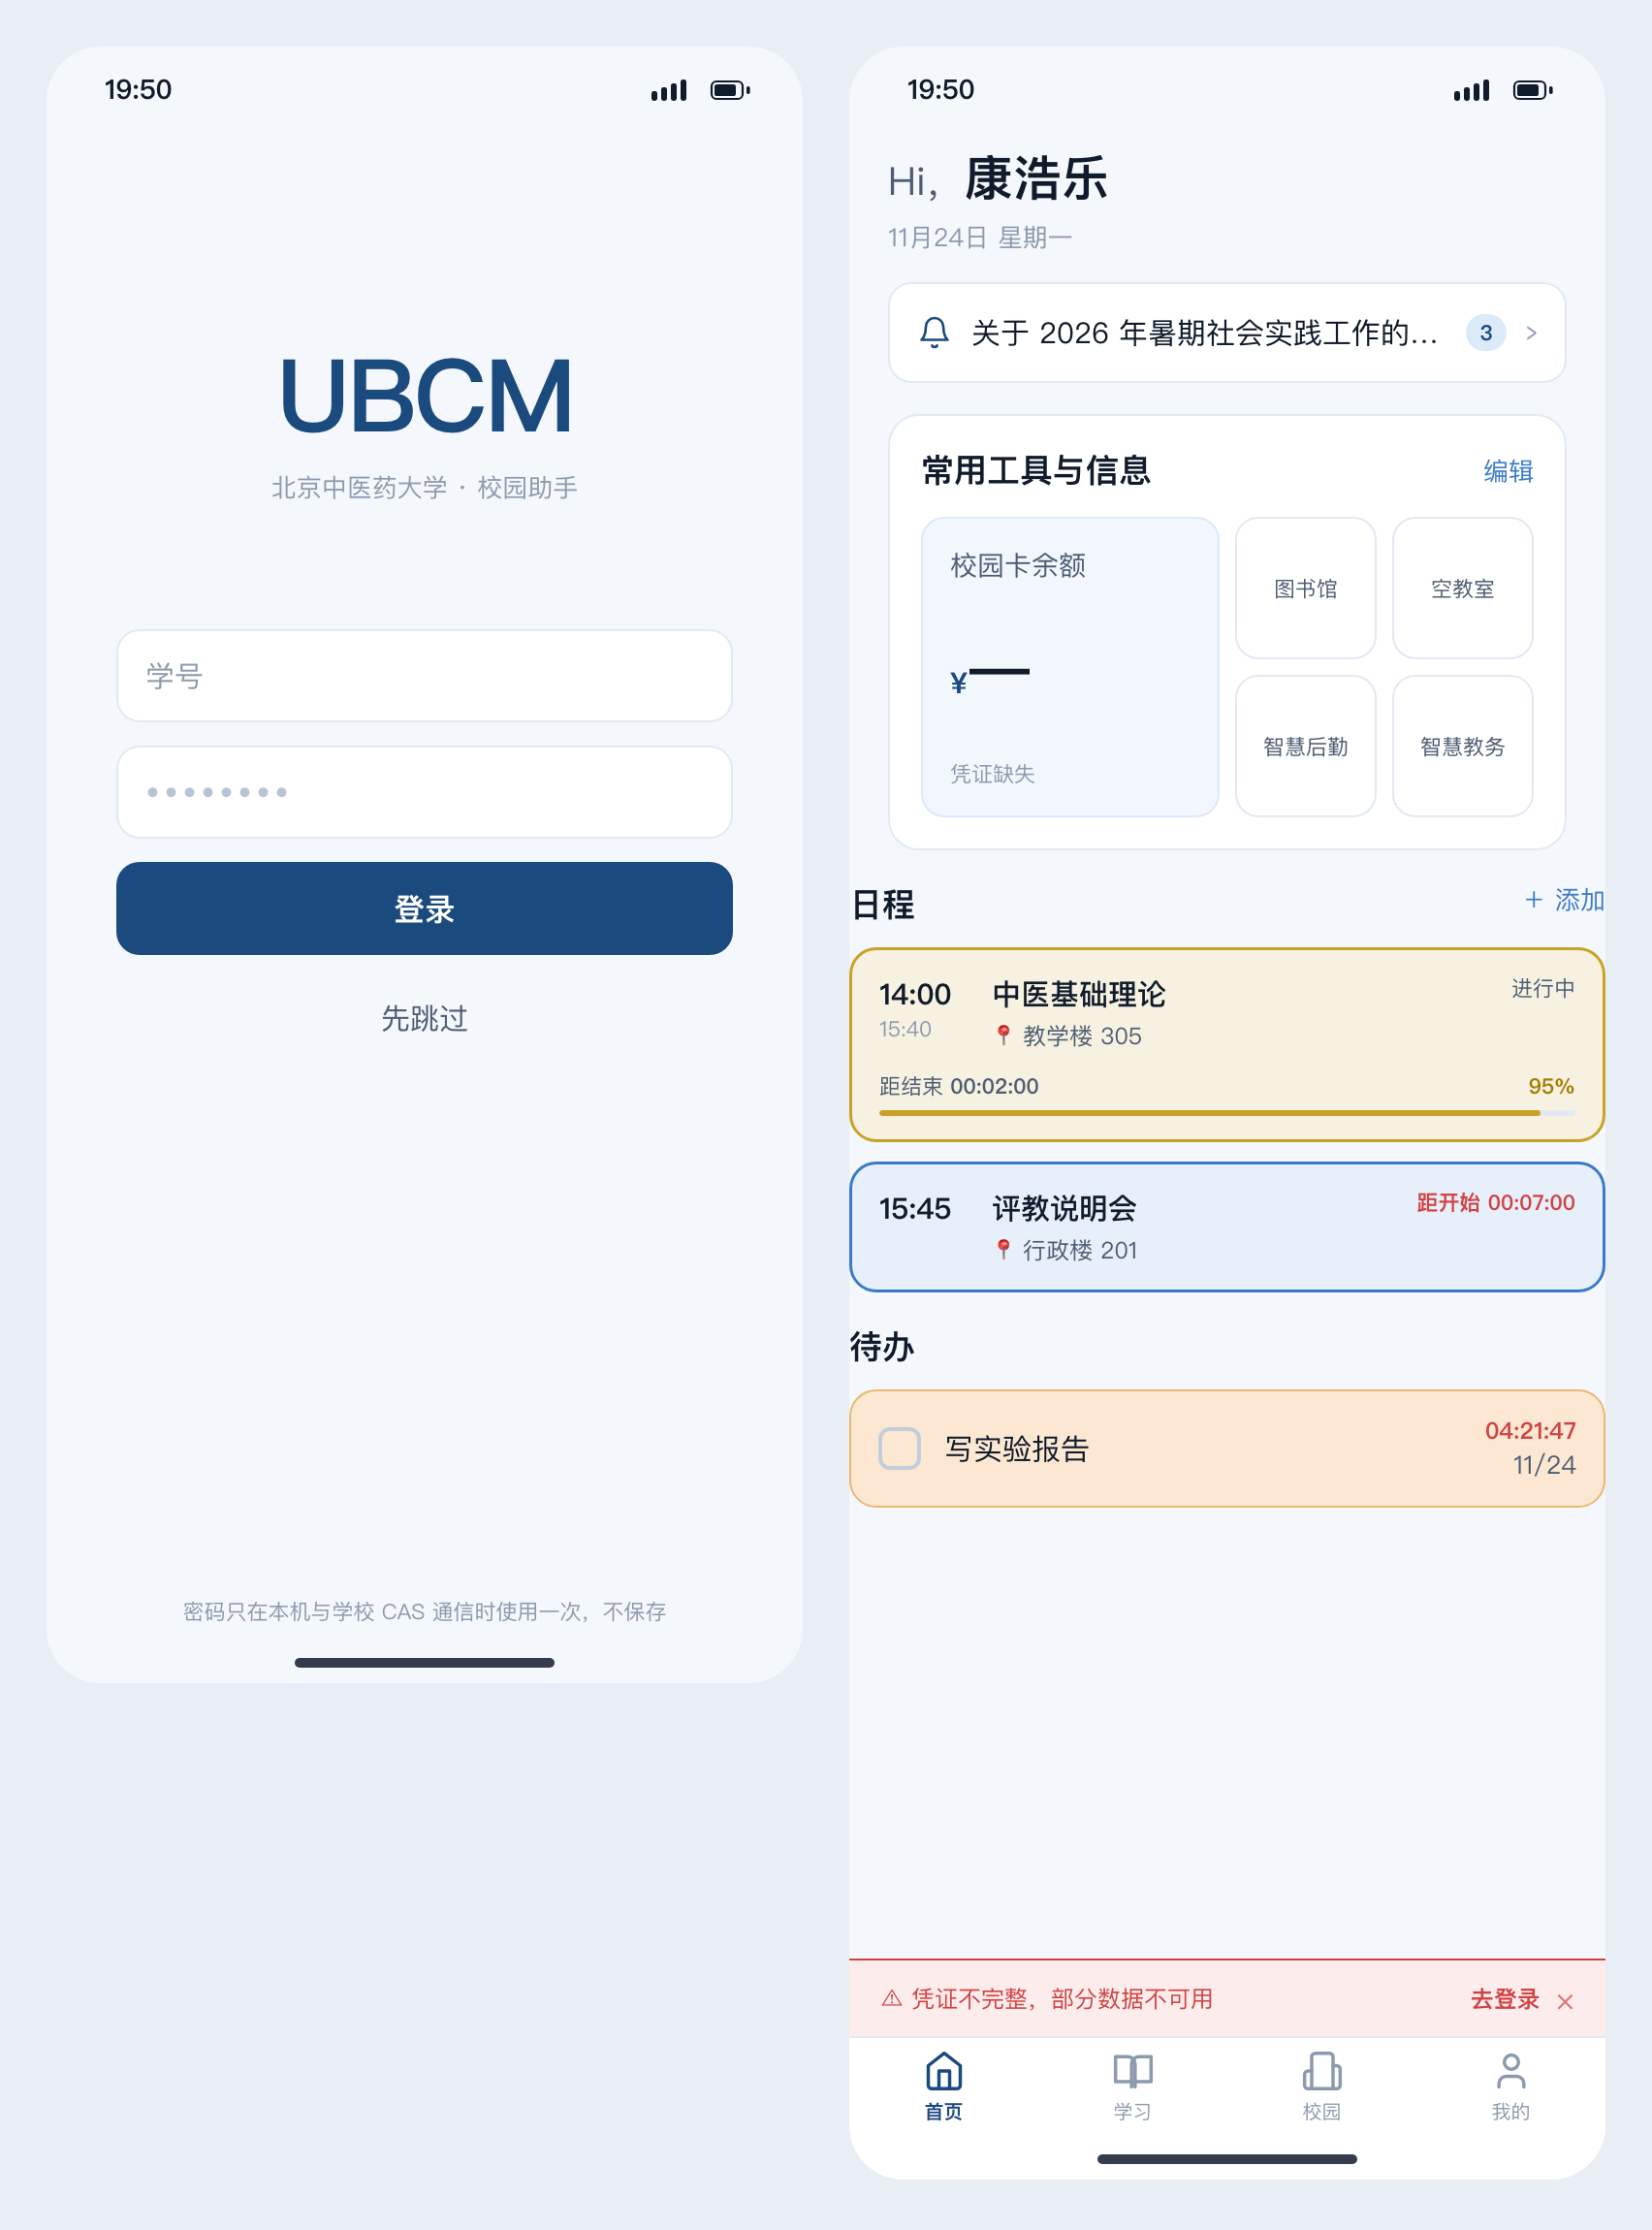 19:50
UBCM
北京中医药大学 · 校园助手
学号
••••••••
登录
先跳过
密码只在本机与学校 CAS 通信时使用一次，不保存
19:50
Hi，康浩乐
11月24日 星期一
关于 2026 年暑期社会实践工作的… 3 >
常用工具与信息 编辑
校园卡余额
¥—
凭证缺失
图书馆 空教室
智慧后勤 智慧教务
日程 + 添加
14:00 中医基础理论 进行中
15:40 📍 教学楼 305
距结束 00:02:00 95%
15:45 评教说明会 距开始 00:07:00
📍 行政楼 201
待办
写实验报告 04:21:47
11/24
⚠ 凭证不完整，部分数据不可用 去登录 ×
首页 学习 校园 我的